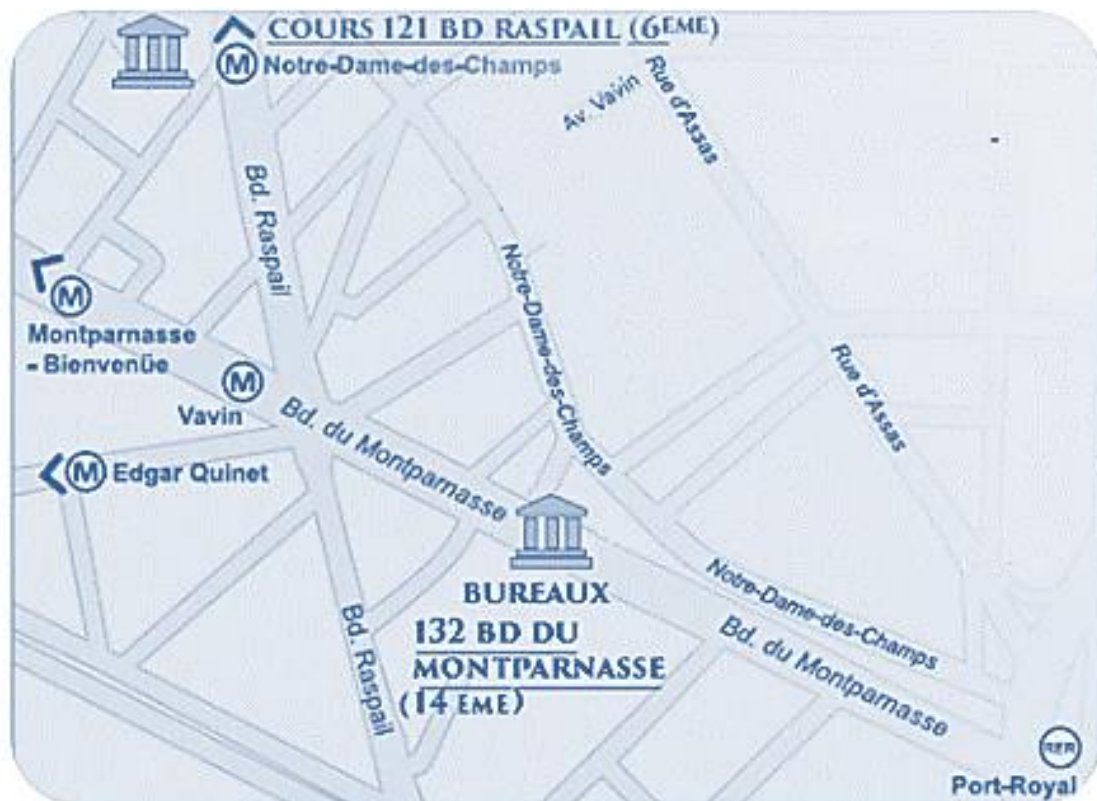 COURS 121 BD RASPAIL (6EME)
M Notre-Dame-des-Champs
Av. Vavin
Rue d'Assas
Bd. Raspail
Notre-Dame-des-Champs
M
Montparnasse
- Bienvenüe
M
Vavin
Bd. du Montparnasse
Rue d'Assas
M Edgar Quinet
BUREAUX
132 BD DU
MONTPARNASSE
(14 EME)
Bd. Raspail
Notre-Dame-des-Champs
Bd. du Montparnasse
RER
Port-Royal